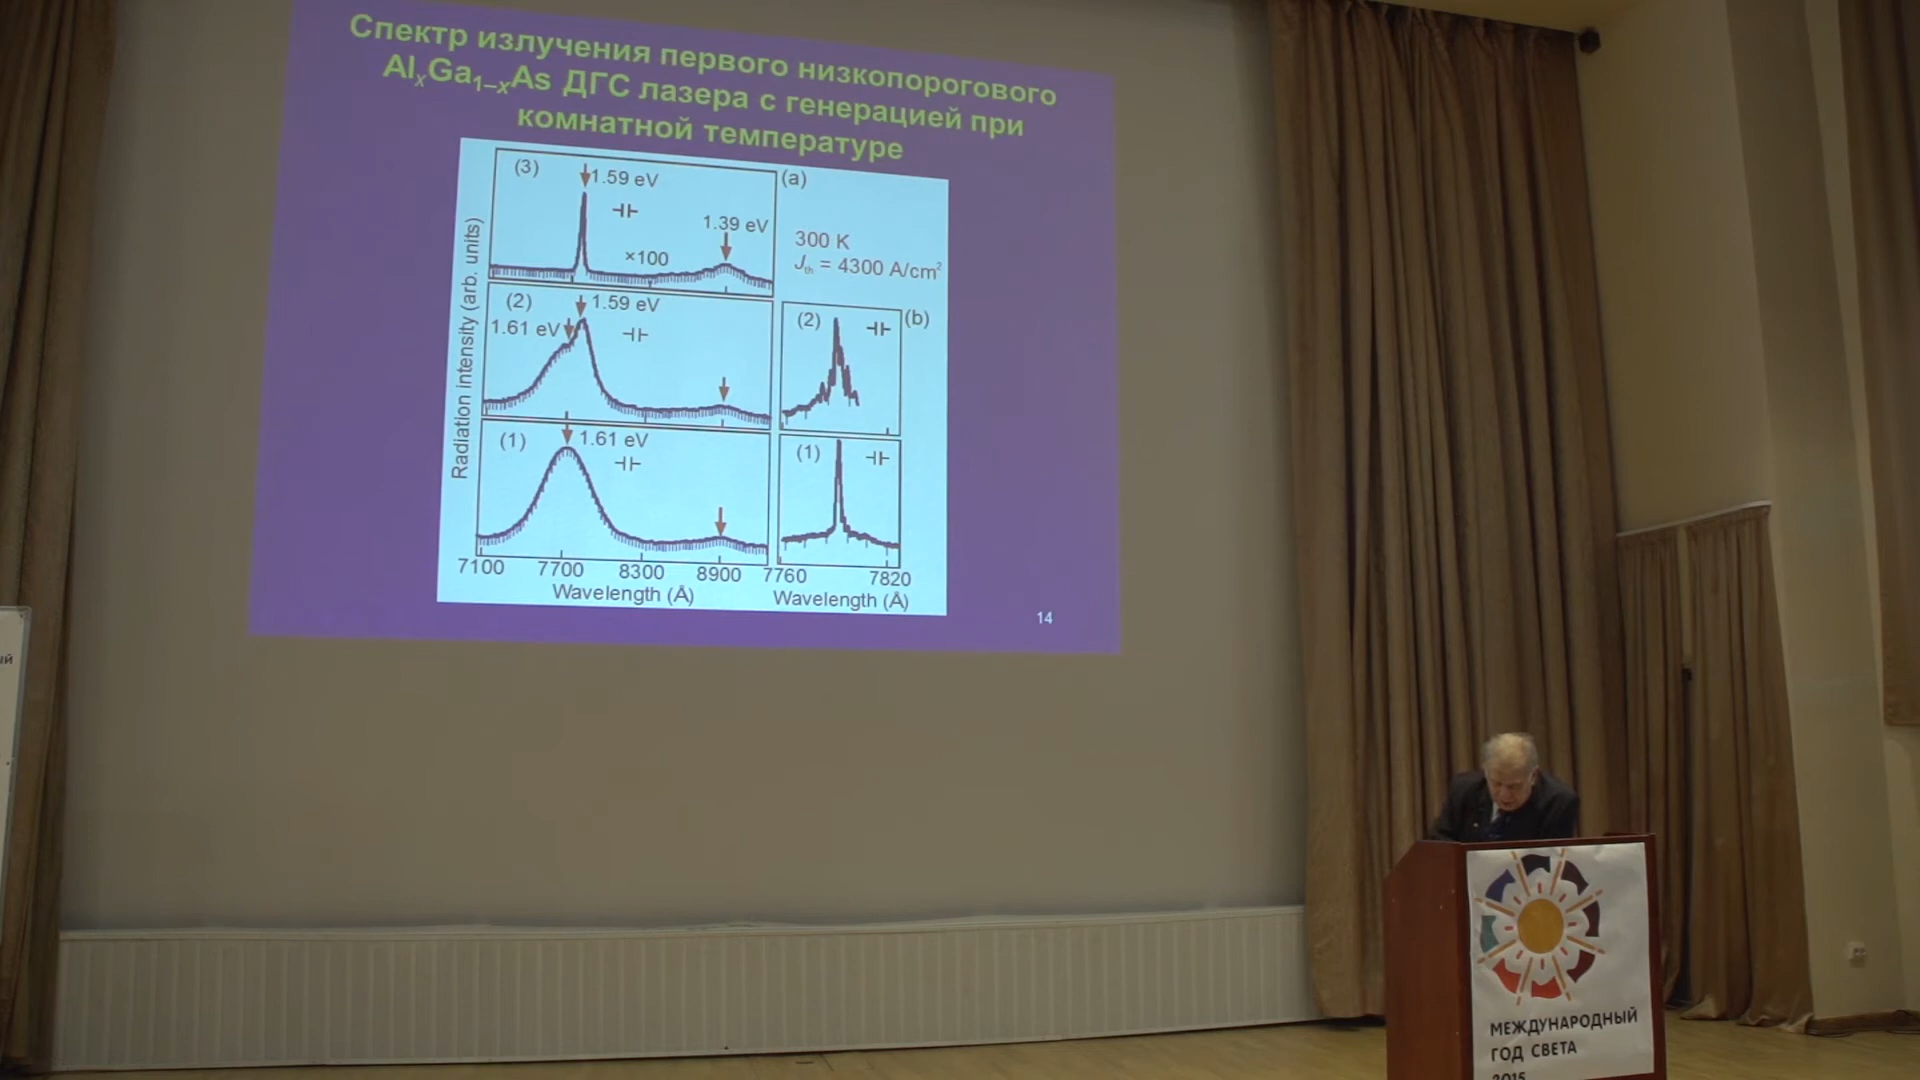 Спектр излучения первого низкопорогового
AlxGa1–xAs ДГС лазера с генерацией при
комнатной температуре
(3)
1.59 eV
1.39 eV
×100
(a)
300 K
Jth = 4300 A/cm2
Radiation intensity (arb. units)
(2)
1.59 eV
1.61 eV
(2)
(b)
(1)
1.61 eV
(1)
7100 7700 8300 8900
Wavelength (Å)
7760 7820
Wavelength (Å)
14
ый
МЕЖДУНАРОДНЫЙ
ГОД СВЕТА
2015